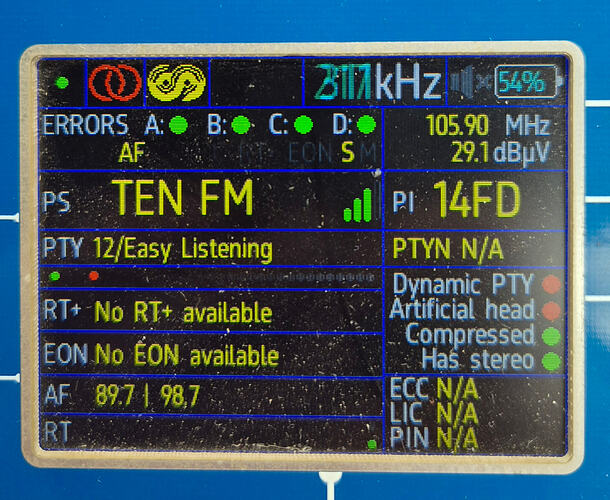 kHz 54%
ERRORS A: B: C: D:
105.90 MHz
AF RT EON S M
29.1 dBµV
PS TEN FM
PI 14FD
PTY 12/Easy Listening
PTYN N/A
Dynamic PTY
RT+ No RT+ available
Artificial head
Compressed
EON No EON available
Has stereo
AF 89.7 | 98.7
ECC N/A
LIC N/A
RT
PIN N/A